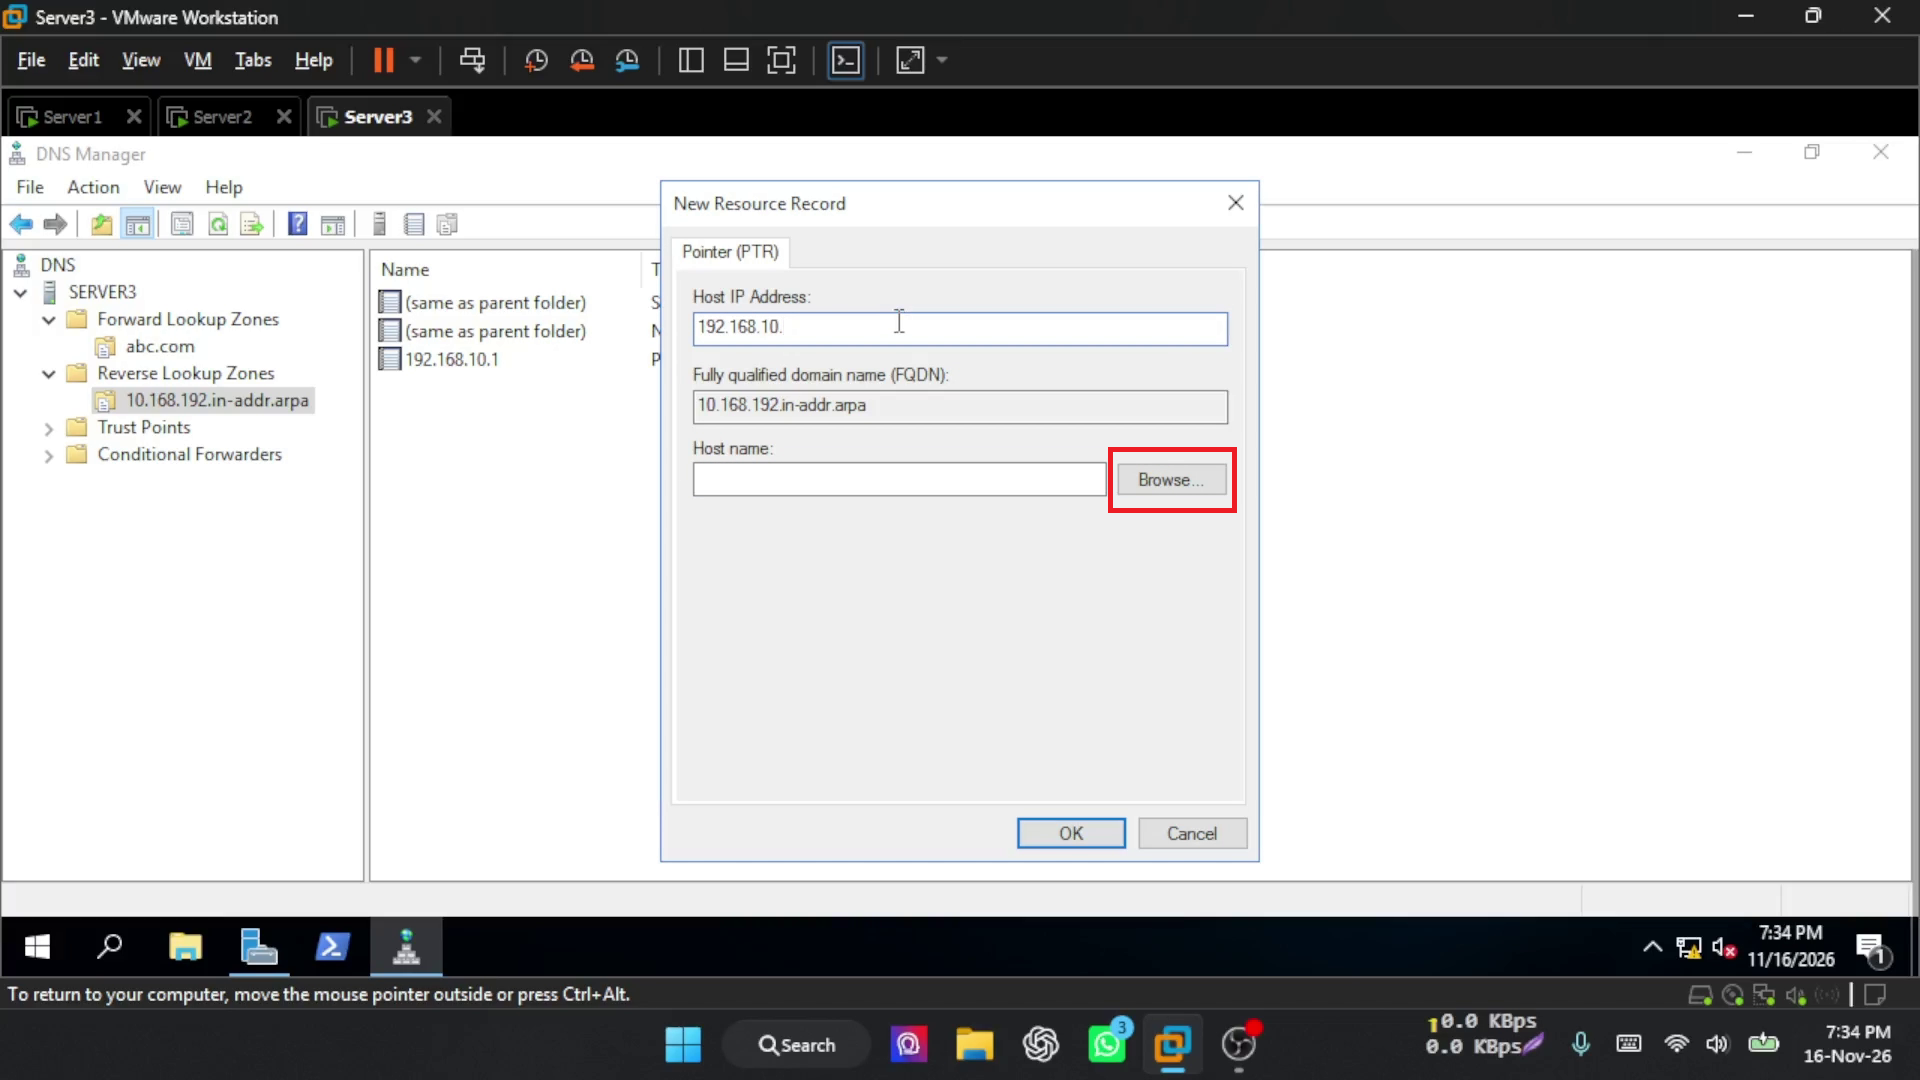 Server3 - VMware Workstation
File Edit View VM Tabs Help
Server1 Server2 Server3
DNS Manager
File Action View Help
New Resource Record
Pointer (PTR)
DNS
SERVER3
Forward Lookup Zones
abc.com
Reverse Lookup Zones
10.168.192.in-addr.arpa
Trust Points
Conditional Forwarders
Name T
(same as parent folder) S
(same as parent folder) N
192.168.10.1 P
Host IP Address:
192.168.10.
Fully qualified domain name (FQDN):
10.168.192.in-addr.arpa
Host name:
Browse...
OK Cancel
7:34 PM
11/16/2026
1
To return to your computer, move the mouse pointer outside or press Ctrl+Alt.
Search
3
0.0 KBps
0.0 KBps
7:34 PM
16-Nov-26